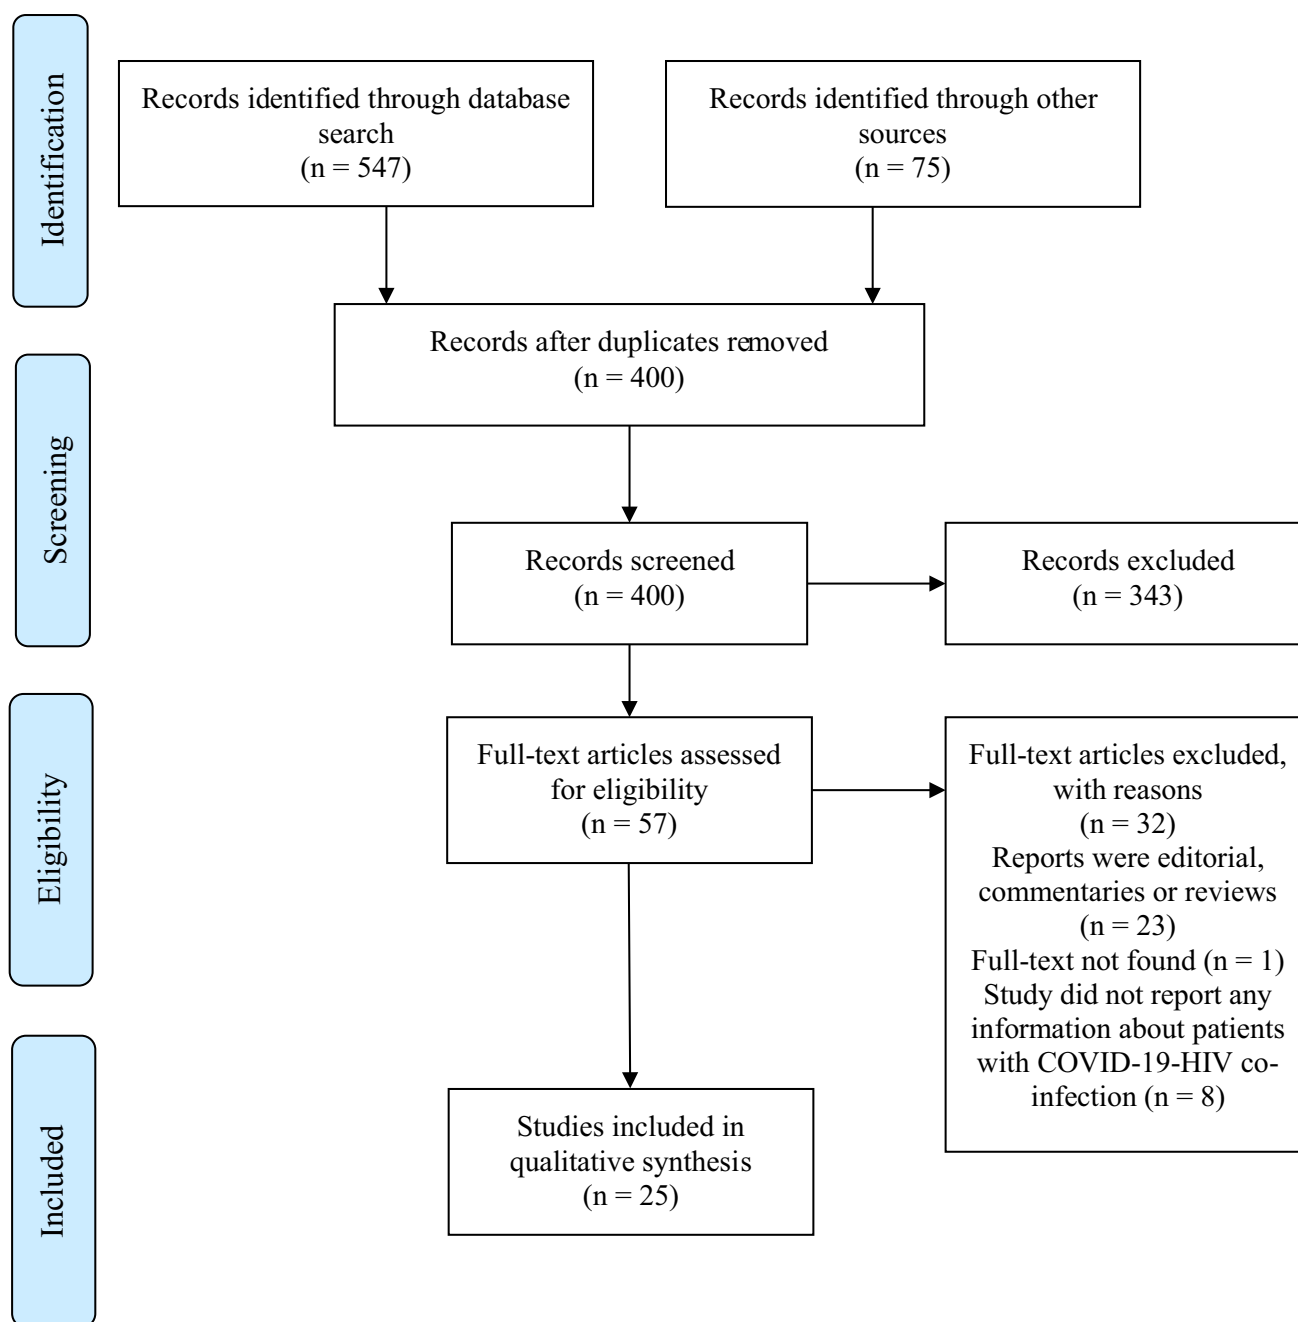 Identification
Records identified through database
search
(n = 547)
Records identified through other
sources
(n = 75)
Records after duplicates removed
(n = 400)
Screening
Records screened
(n = 400)
Records excluded
(n = 343)
Eligibility
Full-text articles assessed
for eligibility
(n = 57)
Full-text articles excluded,
with reasons
(n = 32)
Reports were editorial,
commentaries or reviews
(n = 23)
Full-text not found (n = 1)
Study did not report any
information about patients
with COVID-19-HIV co-
infection (n = 8)
Included
Studies included in
qualitative synthesis
(n = 25)